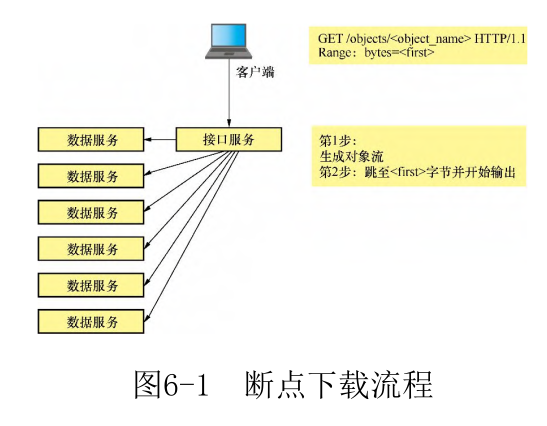 GET /objects/<object_name> HTTP/1.1
Range: bytes=<first>
客户端
数据服务
接口服务
第1步:
生成对象流
第2步: 跳至<first>字节并开始输出
数据服务
数据服务
数据服务
数据服务
数据服务
图6-1 断点下载流程